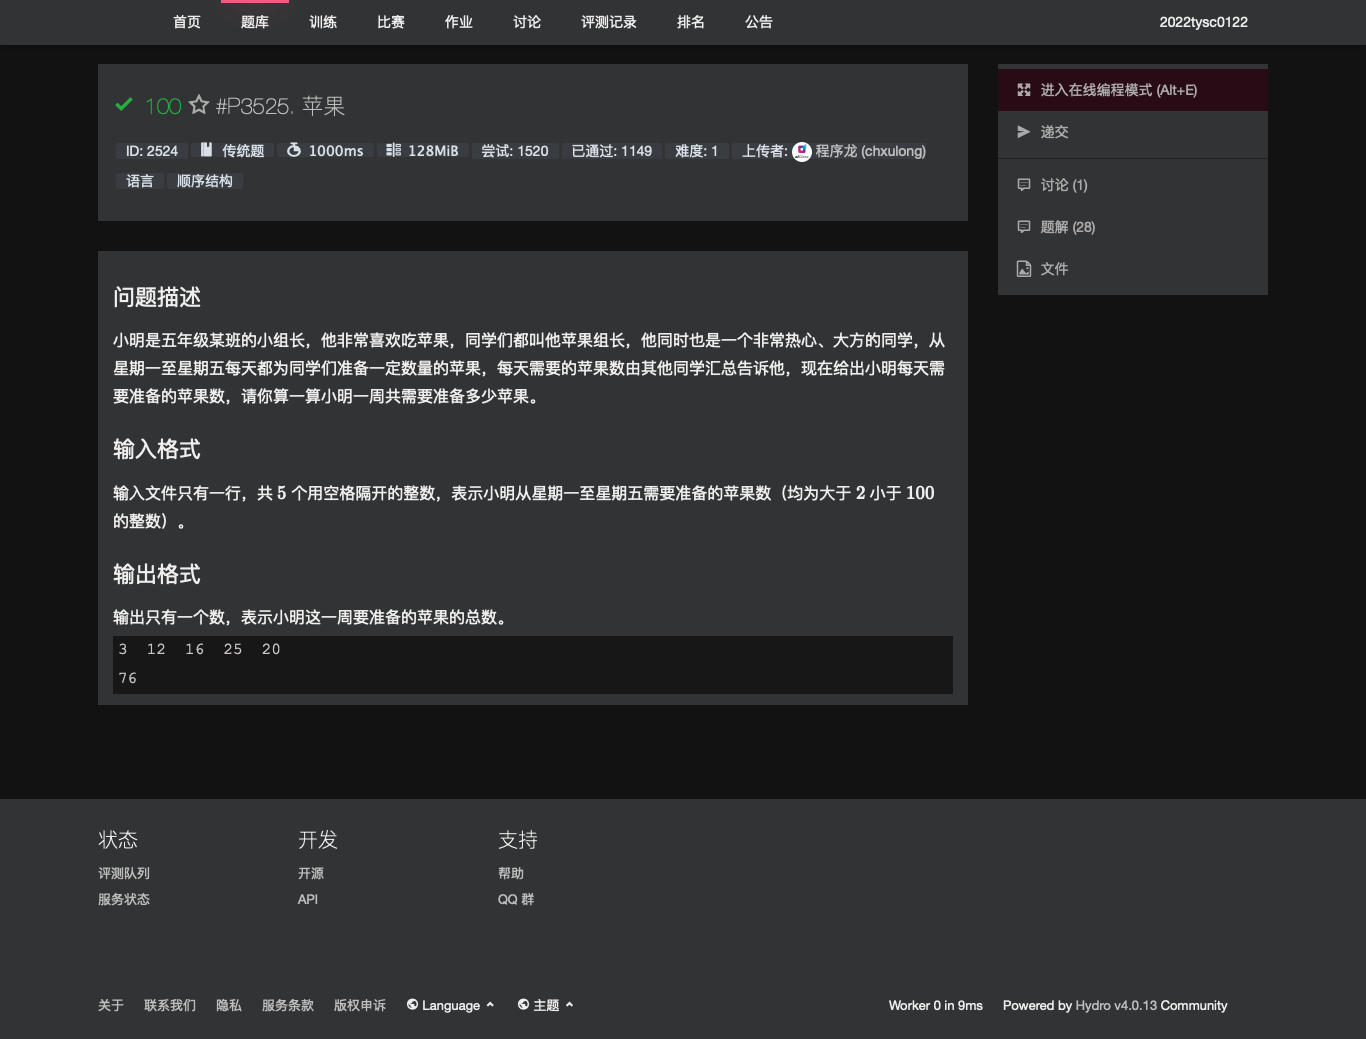 首页 题库 训练 比赛 作业 讨论 评测记录 排名 公告 2022tysc0122
100 #P3525. 苹果
ID: 2524 传统题 1000ms 128MiB 尝试: 1520 已通过: 1149 难度: 1 上传者: 程序龙 (chxulong)
语言 顺序结构
进入在线编程模式 (Alt+E)
递交
讨论 (1)
题解 (28)
文件
问题描述
小明是五年级某班的小组长，他非常喜欢吃苹果，同学们都叫他苹果组长，他同时也是一个非常热心、大方的同学，从
星期一至星期五每天都为同学们准备一定数量的苹果，每天需要的苹果数由其他同学汇总告诉他，现在给出小明每天需
要准备的苹果数，请你算一算小明一周共需要准备多少苹果。
输入格式
输入文件只有一行，共 5 个用空格隔开的整数，表示小明从星期一至星期五需要准备的苹果数（均为大于 2 小于 100
的整数）。
输出格式
输出只有一个数，表示小明这一周要准备的苹果的总数。
3 12 16 25 20
76
状态 开发 支持
评测队列 开源 帮助
服务状态 API QQ 群
关于 联系我们 隐私 服务条款 版权申诉 Language 主题 Worker 0 in 9ms Powered by Hydro v4.0.13 Community